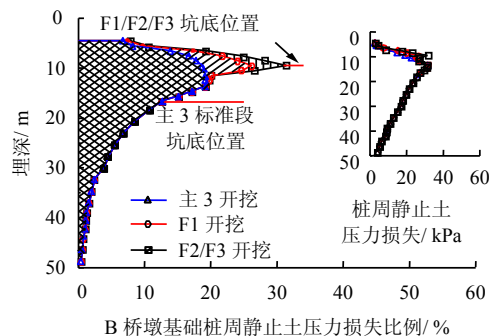 F1/F2/F3 坑底位置
0
10
20
30
40
50
埋深/ m
主 3 标准段
坑底位置
主 3 开挖
F1 开挖
F2/F3 开挖
0 10 20 30 40 50 60
B 桥墩基础桩周静止土压力损失比例/ %
0
10
20
30
40
50
0 20 40 60
桩周静止土
压力损失/ kPa